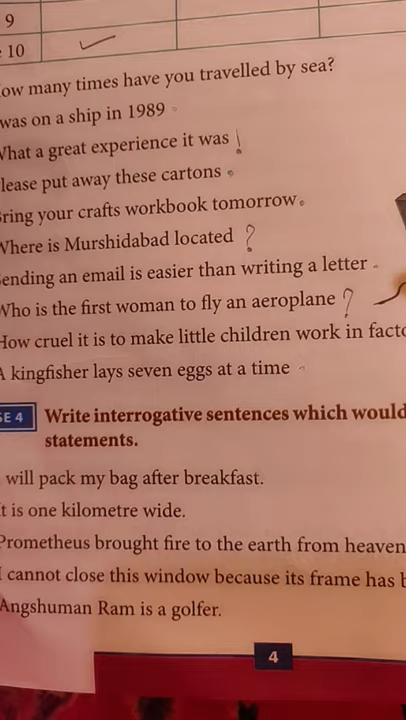 9
10
ow many times have you travelled by sea?
was on a ship in 1989.
What a great experience it was!
lease put away these cartons.
ring your crafts workbook tomorrow.
Where is Murshidabad located?
ending an email is easier than writing a letter.
Who is the first woman to fly an aeroplane?
How cruel it is to make little children work in facto
A kingfisher lays seven eggs at a time.
SE 4 Write interrogative sentences which would
statements.
will pack my bag after breakfast.
t is one kilometre wide.
Prometheus brought fire to the earth from heaven
I cannot close this window because its frame has b
Angshuman Ram is a golfer.
4